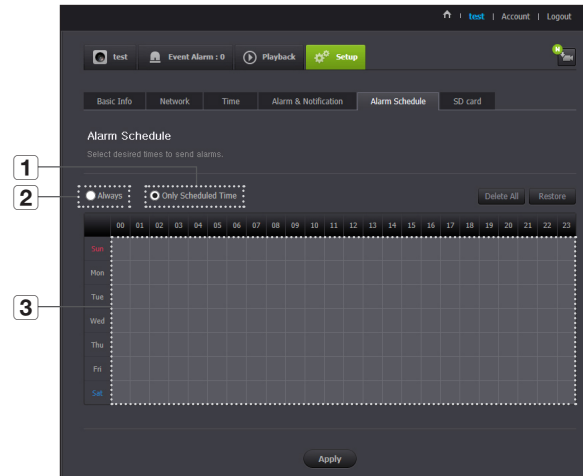 test | Account | Logout
test Event Alarm : 0 Playback Setup N
Basic Info Network Time Alarm & Notification Alarm Schedule SD card
Alarm Schedule
Select desired times to send alarms.
1
2
Always Only Scheduled Time Delete All Restore
00 01 02 03 04 05 06 07 08 09 10 11 12 13 14 15 16 17 18 19 20 21 22 23
Sun
Mon
Tue
3
Wed
Thu
Fri
Sat
Apply